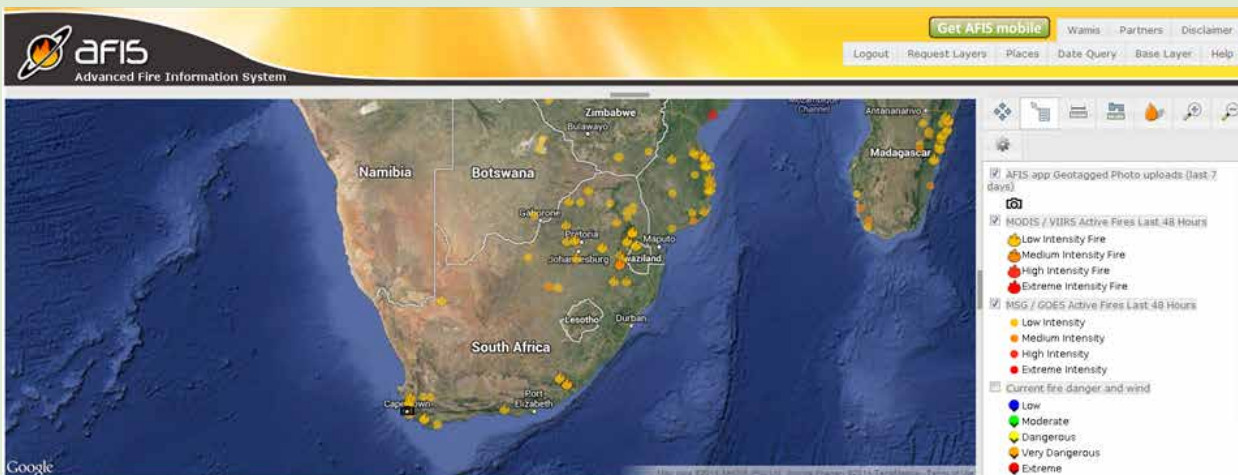 Get AFIS mobile
Wamis Partners Disclaimer
Logout Request Layers Places Date Query Base Layer Help
AFIS
Advanced Fire Information System
Zimbabwe
Bulawayo
Mozambique
Channel
Antananarivo
Madagascar
Namibia
Botswana
Gaborone
Pretoria
Johannesburg
Maputo
waziland
Lesotho
Durban
South Africa
Port
Elizabeth
Google
AFIS app Geotagged Photo uploads (last 7
days)
MODIS / VIIRS Active Fires Last 48 Hours
Low Intensity Fire
Medium Intensity Fire
High Intensity Fire
Extreme Intensity Fire
MSG / GOES Active Fires Last 48 Hours
Low Intensity
Medium Intensity
High Intensity
Extreme Intensity
Current fire danger and wind
Low
Moderate
Dangerous
Very Dangerous
Extreme